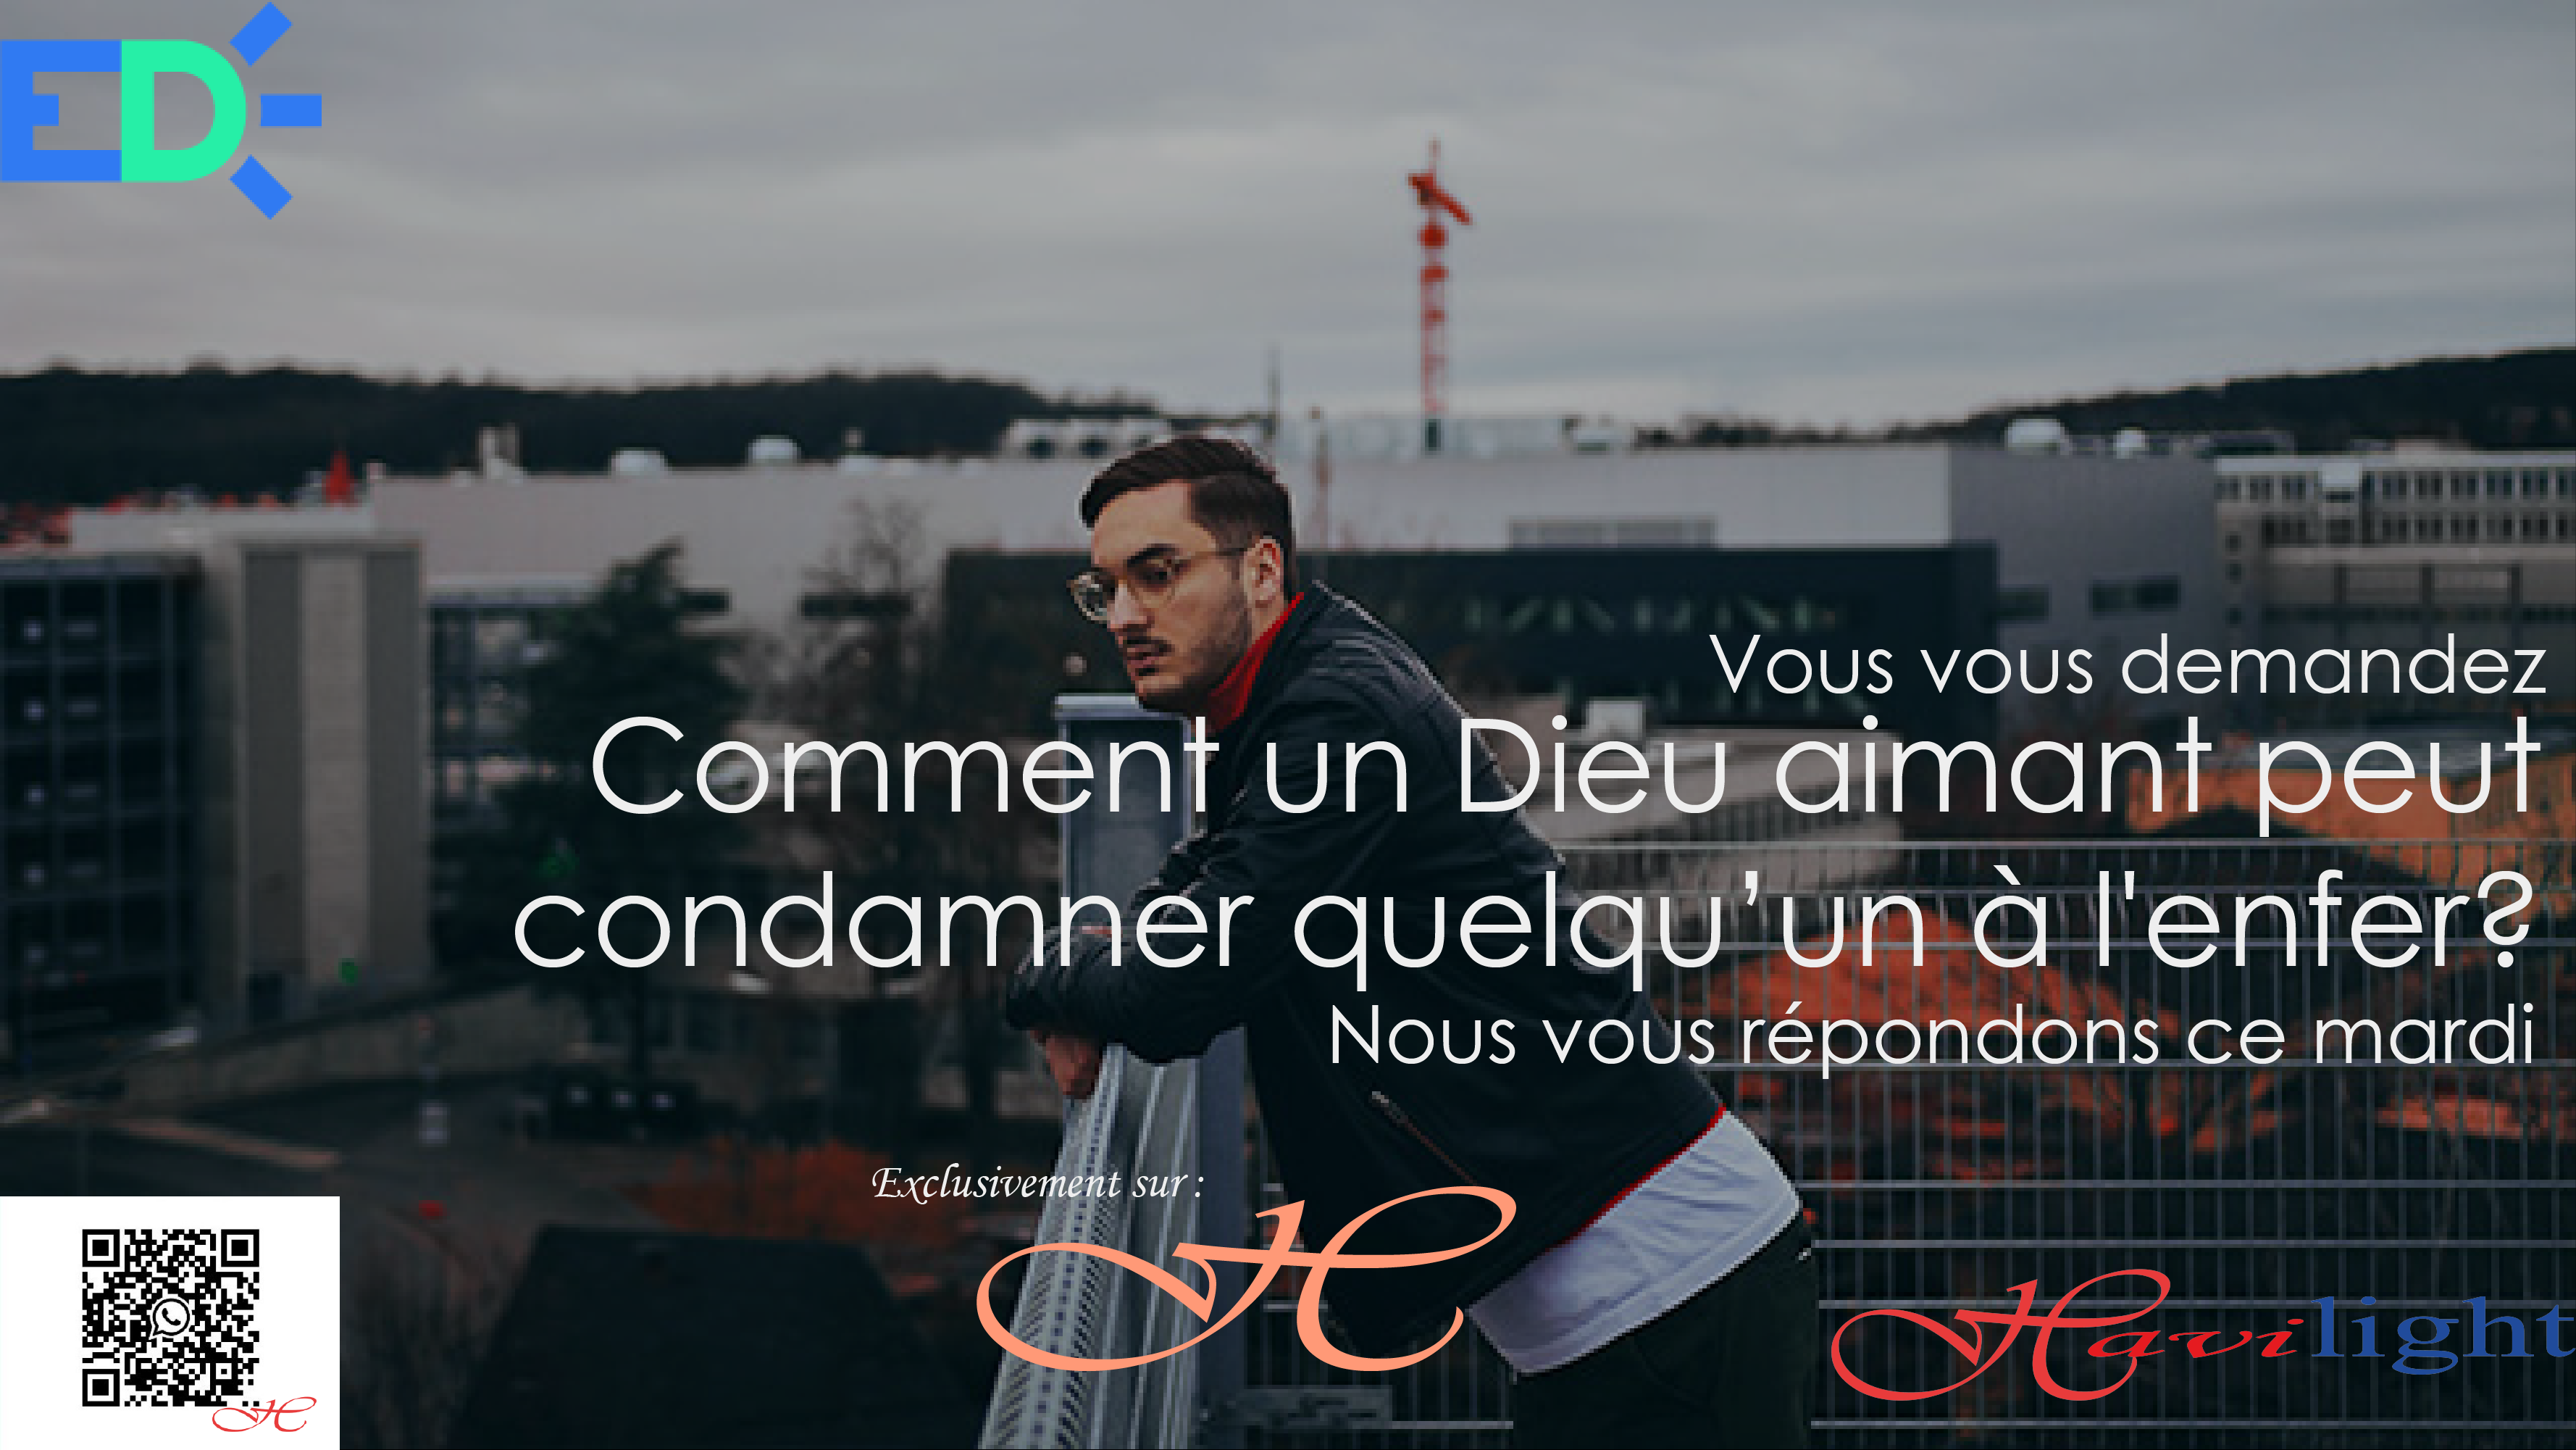 ED
Vous vous demandez
Comment un Dieu aimant peut
condamner quelqu’un à l'enfer?
Nous vous répondons ce mardi
Exclusivement sur :
H
Havilight
H